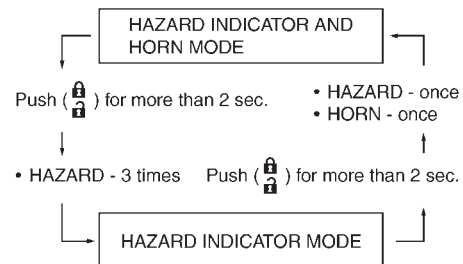 HAZARD INDICATOR AND
HORN MODE
Push ( ) for more than 2 sec.
• HAZARD - once
• HORN - once
• HAZARD - 3 times
Push ( ) for more than 2 sec.
HAZARD INDICATOR MODE